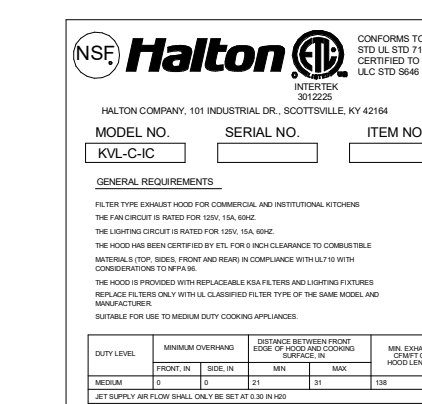 NSF
Halton
ETL
LISTED
INTERTEK
3012225
CONFORMS TO
STD UL STD 71
CERTIFIED TO
ULC STD S646
HALTON COMPANY, 101 INDUSTRIAL DR., SCOTTSVILLE, KY 42164
MODEL NO. SERIAL NO. ITEM NO
KVL-C-IC
GENERAL REQUIREMENTS
FILTER TYPE EXHAUST HOOD FOR COMMERCIAL AND INSTITUTIONAL KITCHENS
THE FAN CIRCUIT IS RATED FOR 125V, 15A, 60HZ.
THE LIGHTING CIRCUIT IS RATED FOR 125V, 15A, 60HZ.
THE HOOD HAS BEEN CERTIFIED BY ETL FOR 0 INCH CLEARANCE TO COMBUSTIBLE
MATERIALS (TOP, SIDES, FRONT AND REAR) IN COMPLIANCE WITH UL710 WITH
CONSIDERATIONS TO NFPA 96.
THE HOOD IS PROVIDED WITH REPLACEABLE KSA FILTERS AND LIGHTING FIXTURES
REPLACE FILTERS ONLY WITH UL CLASSIFIED FILTER TYPE OF THE SAME MODEL AND
MANUFACTURER.
SUITABLE FOR USE TO MEDIUM DUTY COOKING APPLIANCES.
DUTY LEVEL
MINIMUM OVERHANG
DISTANCE BETWEEN FRONT
EDGE OF HOOD AND COOKING
SURFACE, IN
MIN. EXHA
CFM/FT O
HOOD LEN
FRONT, IN SIDE, IN MIN MAX
MEDIUM 0 0 21 31 138
JET SUPPLY AIR FLOW SHALL ONLY BE SET AT 0.30 IN H20